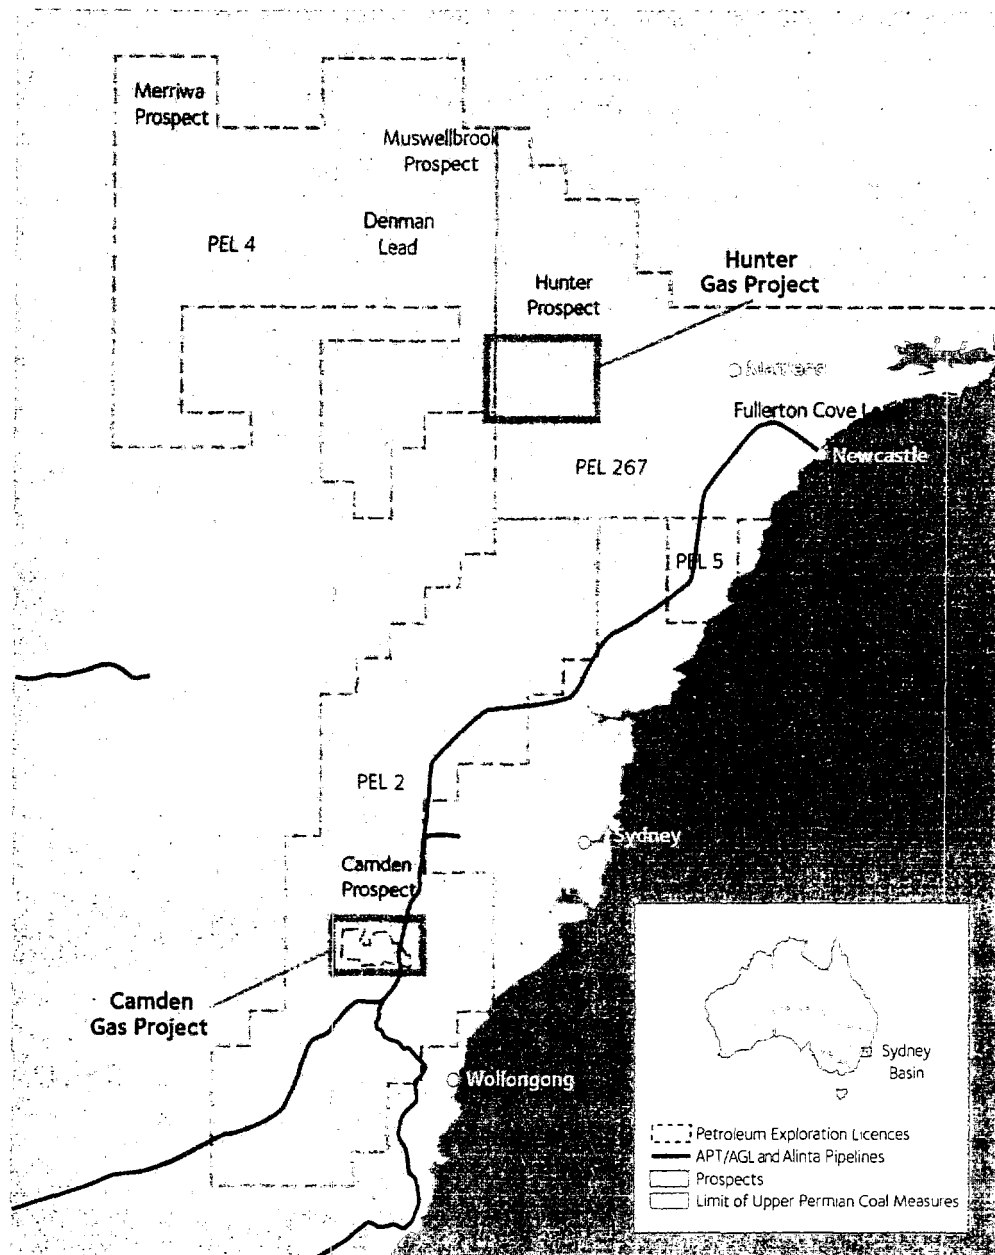 Merriwa
Prospect
Muswellbrook
Prospect
Denman
Lead
PEL 4
Hunter
Gas Project
Hunter
Prospect
Fullerton Cove
Newcastle
PEL 267
PEL 5
PEL 2
Sydney
Camden
Prospect
Camden
Gas Project
Wollongong
Sydney
Basin
Petroleum Exploration Licences
APT/AGL and Alinta Pipelines
Prospects
Limit of Upper Permian Coal Measures